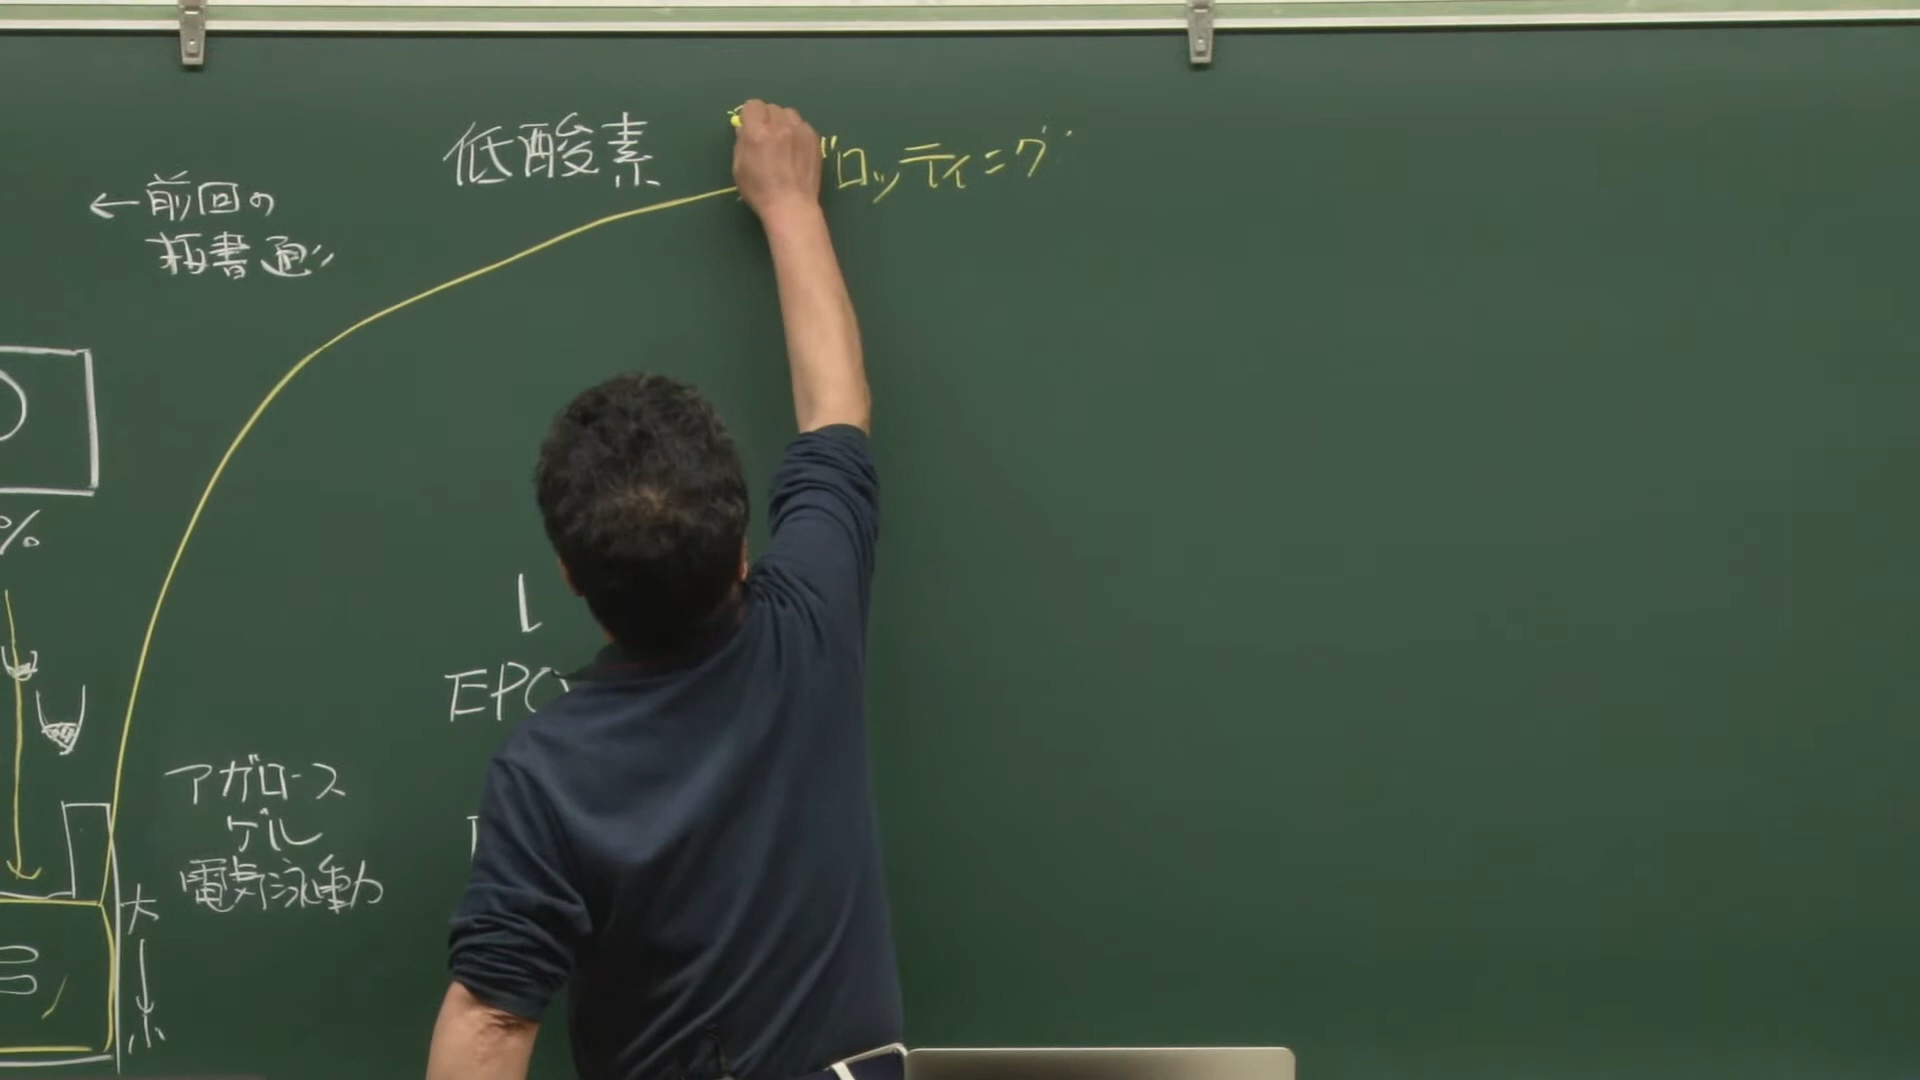 低酸素
ロッティング
←前回の
板書通り
%
EPO
アガロース
ゲル
電気泳動
大
↓
小